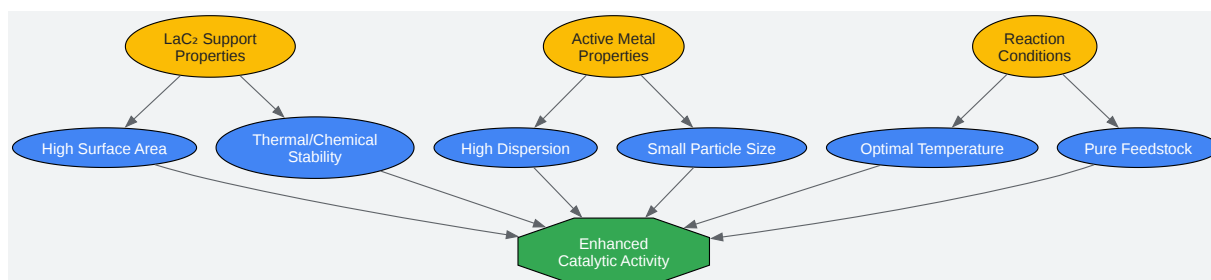 LaC₂ Support
Properties
Active Metal
Properties
Reaction
Conditions
High Surface Area
Thermal/Chemical
Stability
High Dispersion
Small Particle Size
Optimal Temperature
Pure Feedstock
Enhanced
Catalytic Activity